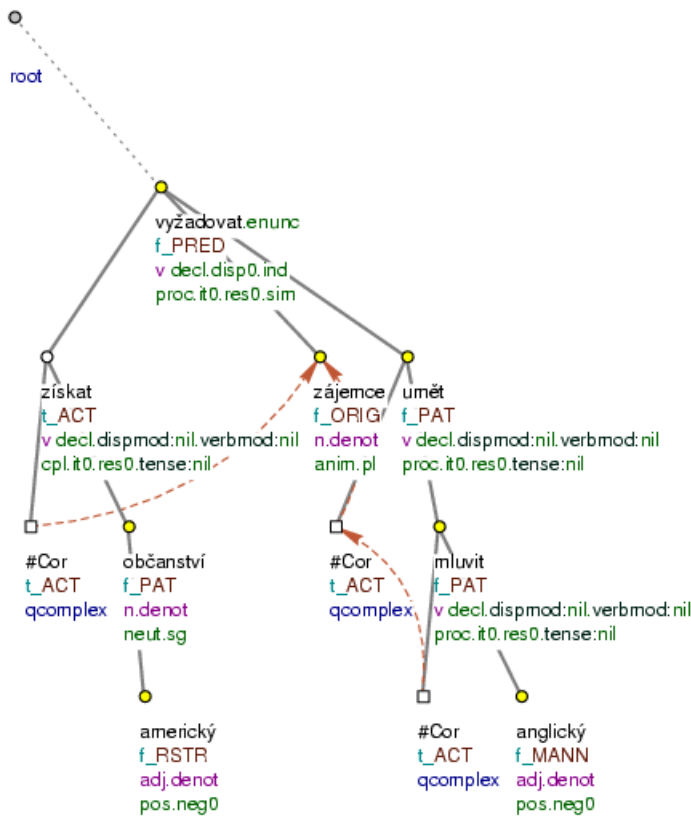 root
vyžadovat.enunc
f_PRED
v decl.disp0.ind
proc.it0.res0.sim
získat
t_ACT
v decl.dispmod:nil.verbmod:nil
cpl.it0.res0.tense:nil
zájemce
f_ORIG
n.denot
anim.pl
umět
f_PAT
v decl.dispmod:nil.verbmod:nil
proc.it0.res0.tense:nil
#Cor
t_ACT
qcomplex
občanství
f_PAT
n.denot
neut.sg
#Cor
t_ACT
qcomplex
mluvit
f_PAT
v decl.dispmod:nil.verbmod:nil
proc.it0.res0.tense:nil
americký
f_RSTR
adj.denot
pos.neg0
#Cor
t_ACT
qcomplex
anglický
f_MANN
adj.denot
pos.neg0